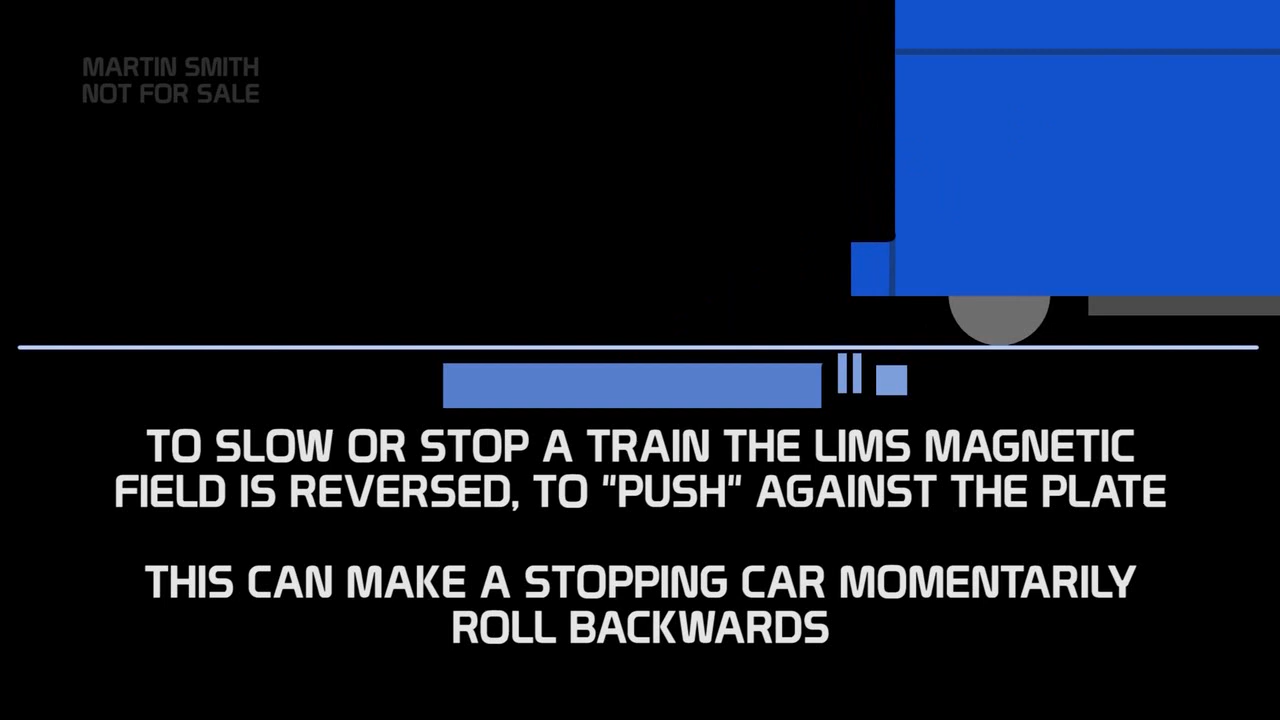 MARTIN SMITH
NOT FOR SALE
TO SLOW OR STOP A TRAIN THE LIMS MAGNETIC
FIELD IS REVERSED, TO "PUSH" AGAINST THE PLATE
THIS CAN MAKE A STOPPING CAR MOMENTARILY
ROLL BACKWARDS